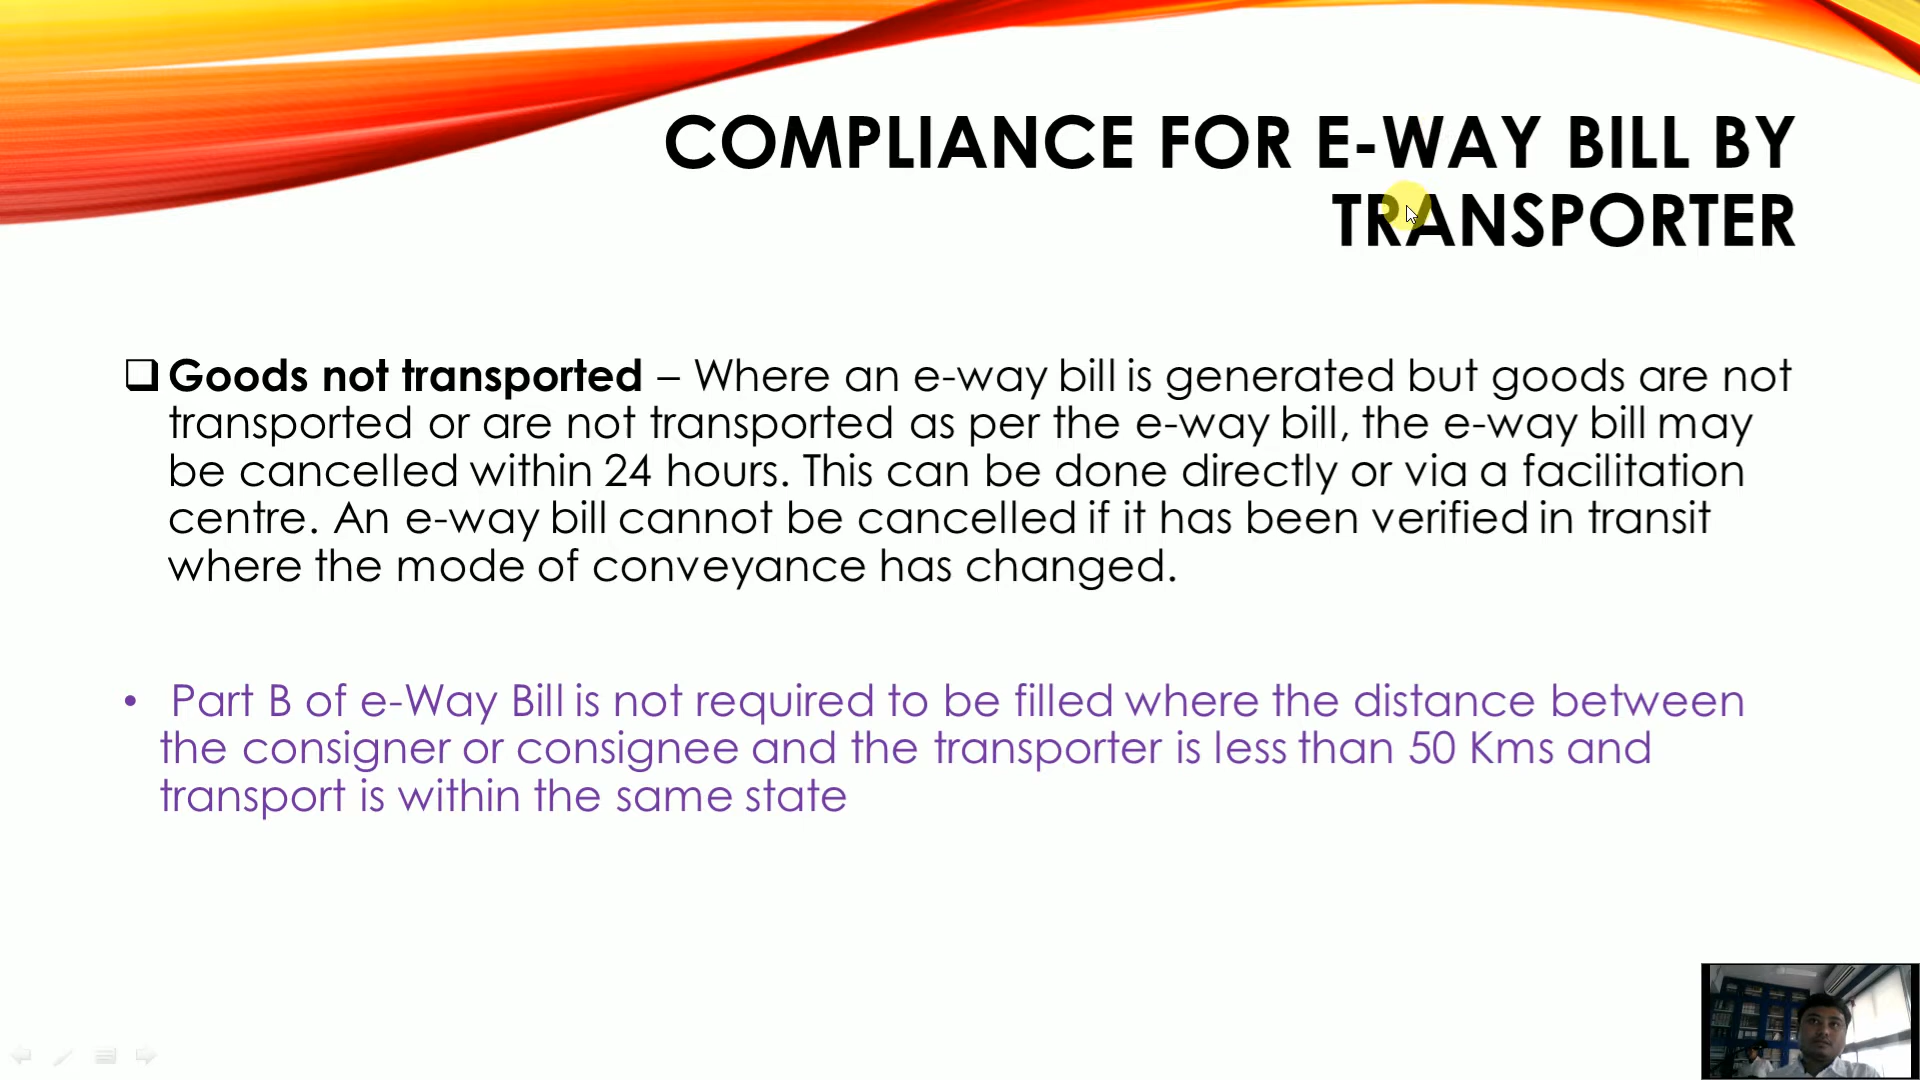 COMPLIANCE FOR E-WAY BILL BY
TRANSPORTER
Goods not transported – Where an e-way bill is generated but goods are not
transported or are not transported as per the e-way bill, the e-way bill may
be cancelled within 24 hours. This can be done directly or via a facilitation
centre. An e-way bill cannot be cancelled if it has been verified in transit
where the mode of conveyance has changed.
• Part B of e-Way Bill is not required to be filled where the distance between
the consigner or consignee and the transporter is less than 50 Kms and
transport is within the same state